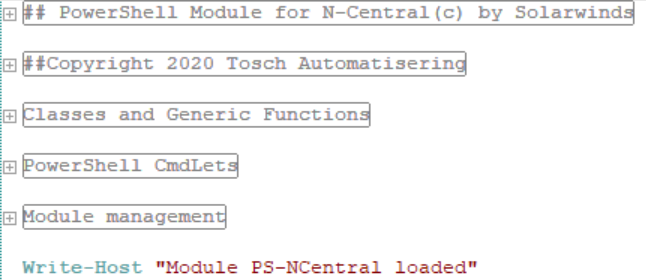 ## PowerShell Module for N-Central(c) by Solarwinds
##Copyright 2020 Tosch Automatisering
Classes and Generic Functions
PowerShell CmdLets
Module management
Write-Host "Module PS-NCentral loaded"